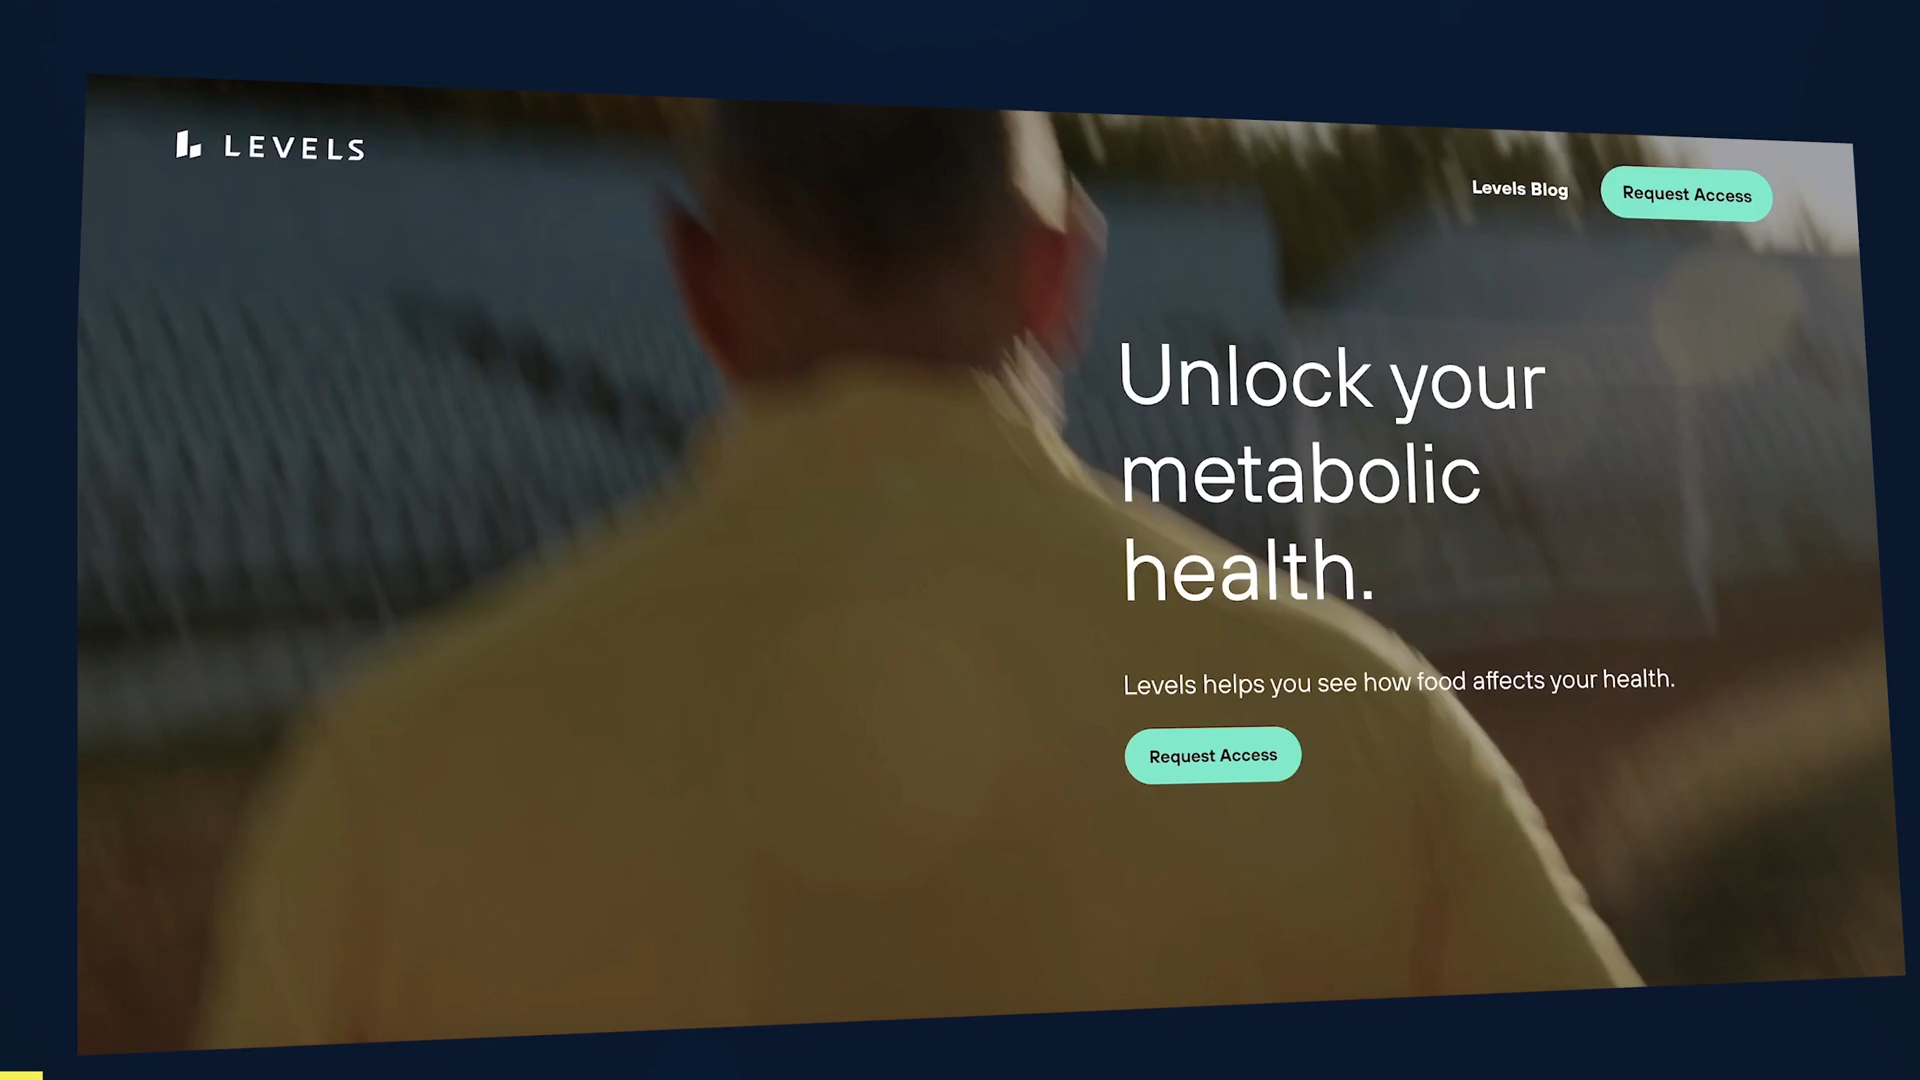 LEVELS
Levels Blog
Request Access
Unlock your
metabolic
health.
Levels helps you see how food affects your health.
Request Access